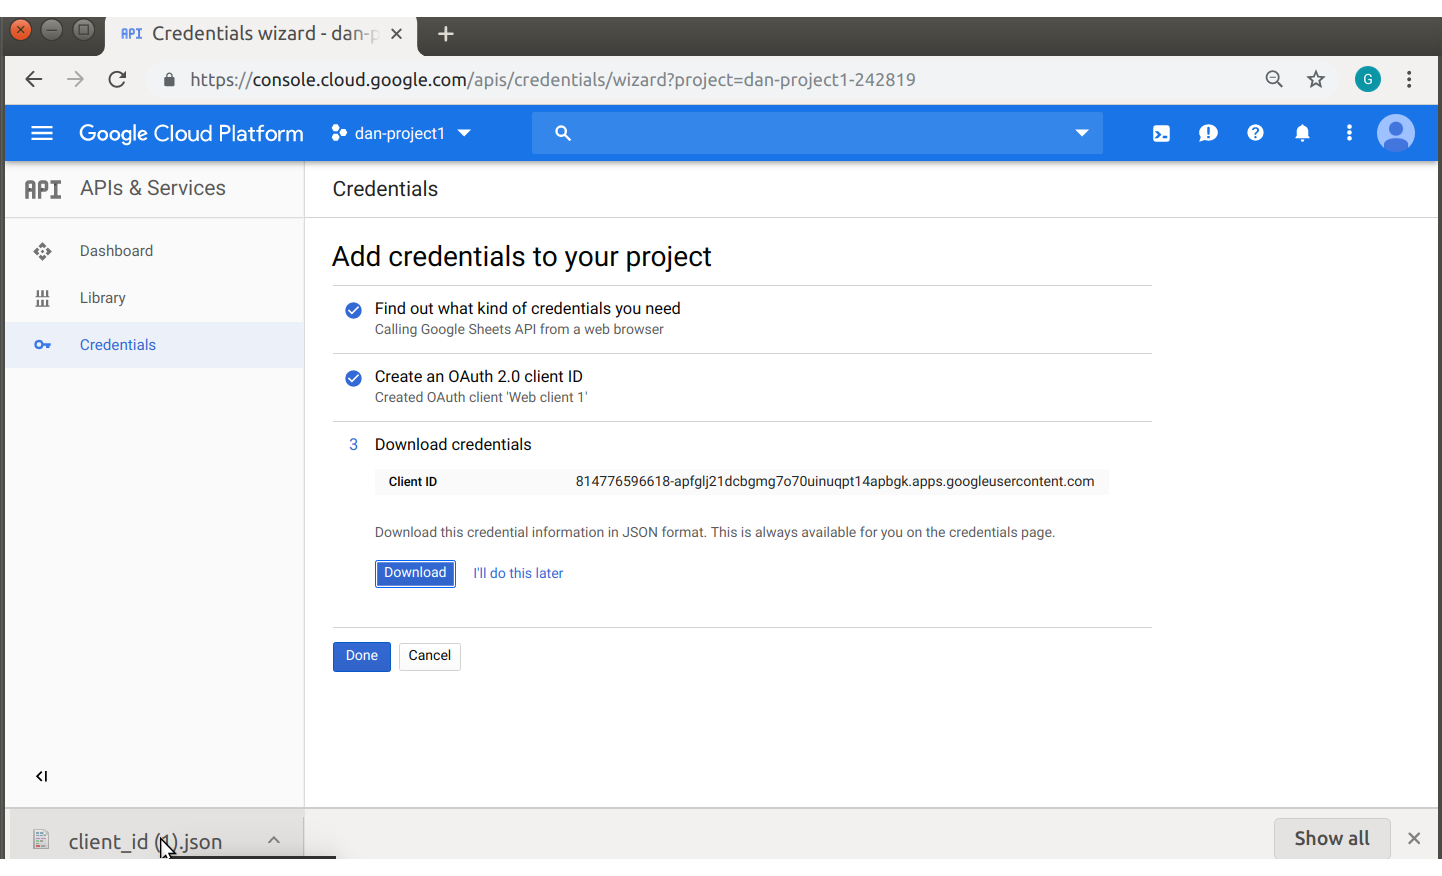 API Credentials wizard - dan-p
https://console.cloud.google.com/apis/credentials/wizard?project=dan-project1-242819
G
Google Cloud Platform
dan-project1
API APIs & Services
Credentials
Dashboard
Library
Credentials
Add credentials to your project
Find out what kind of credentials you need
Calling Google Sheets API from a web browser
Create an OAuth 2.0 client ID
Created OAuth client 'Web client 1'
3 Download credentials
Client ID 814776596618-apfglj21dcbgmg7o70uinuqpt14apbgk.apps.googleusercontent.com
Download this credential information in JSON format. This is always available for you on the credentials page.
Download I'll do this later
Done Cancel
client_id (1).json
Show all